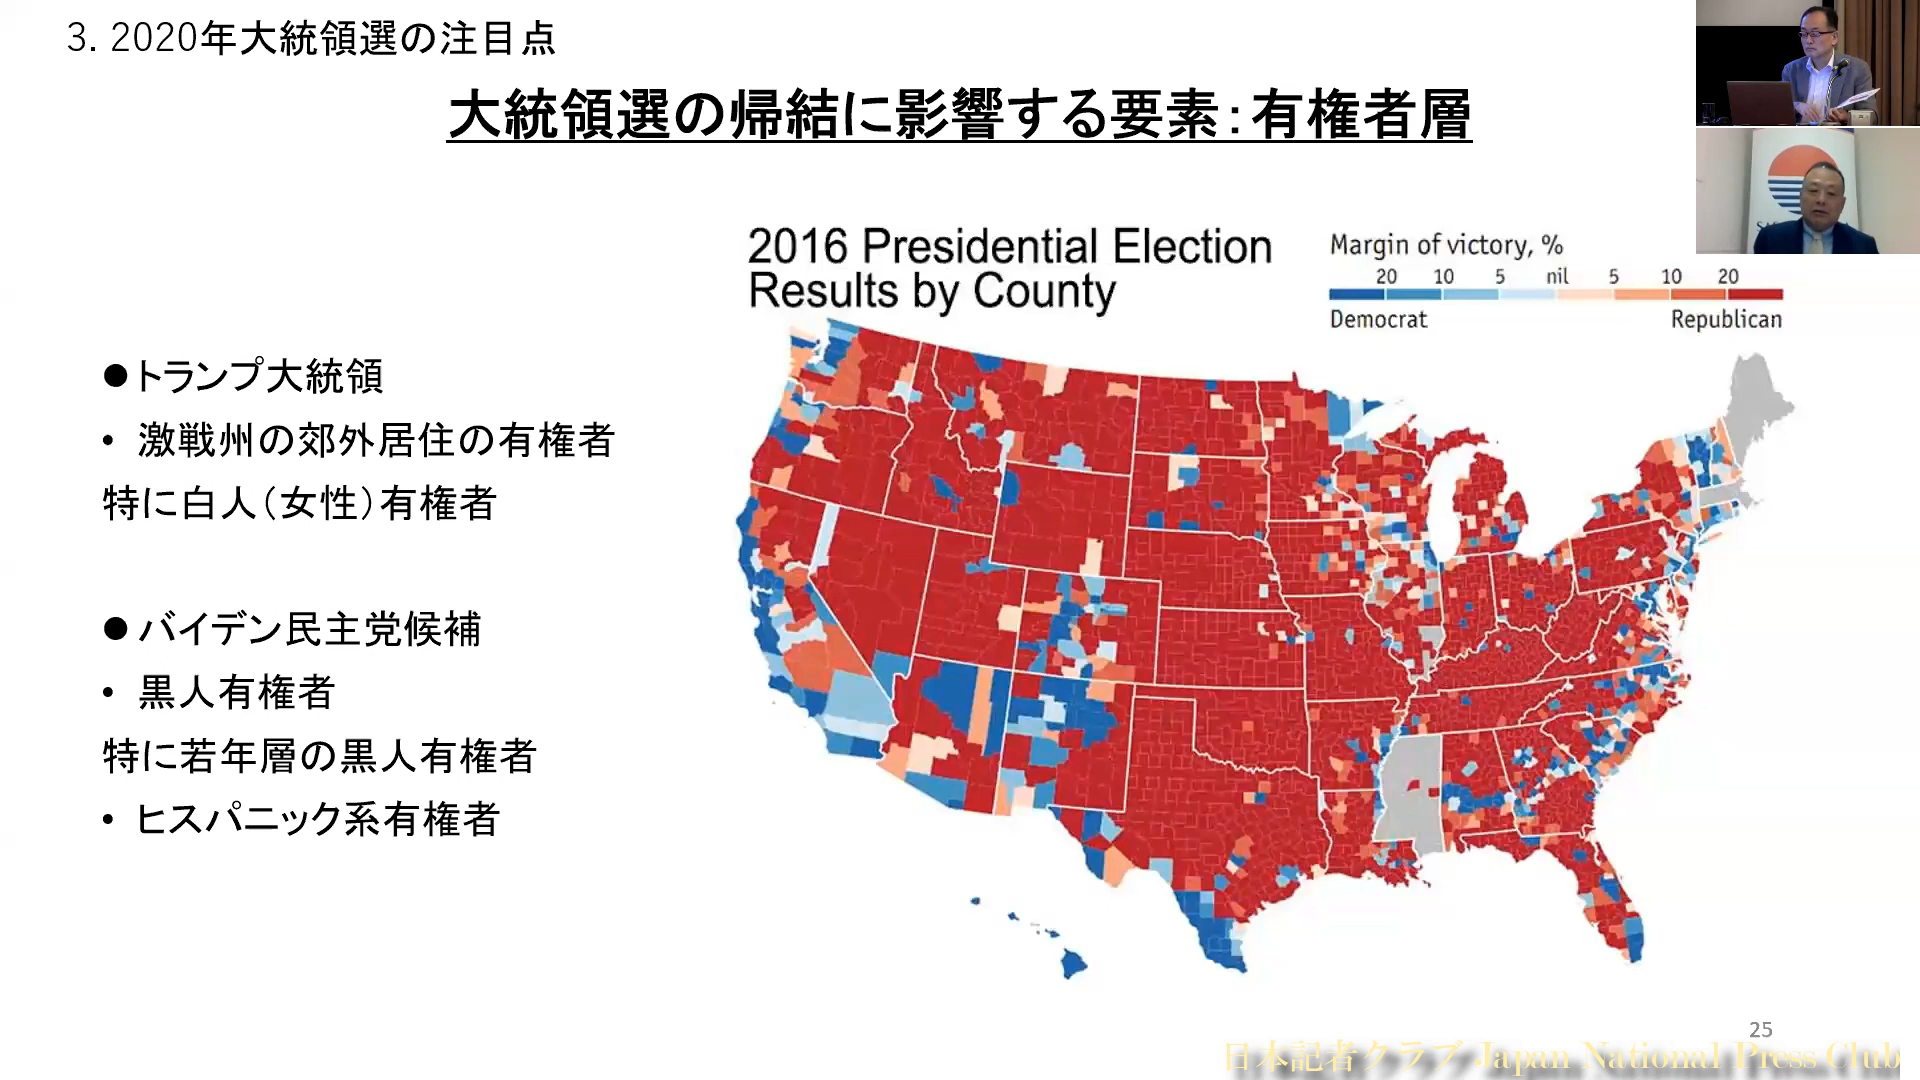 3. 2020年大統領選の注目点
大統領選の帰結に影響する要素：有権者層
2016 Presidential Election
Results by County
Margin of victory, %
20 10 5 nil 5 10 20
Democrat Republican
●トランプ大統領
• 激戦州の郊外居住の有権者
特に白人（女性）有権者
●バイデン民主党候補
• 黒人有権者
特に若年層の黒人有権者
• ヒスパニック系有権者
25
日本記者クラブ Japan National Press Club